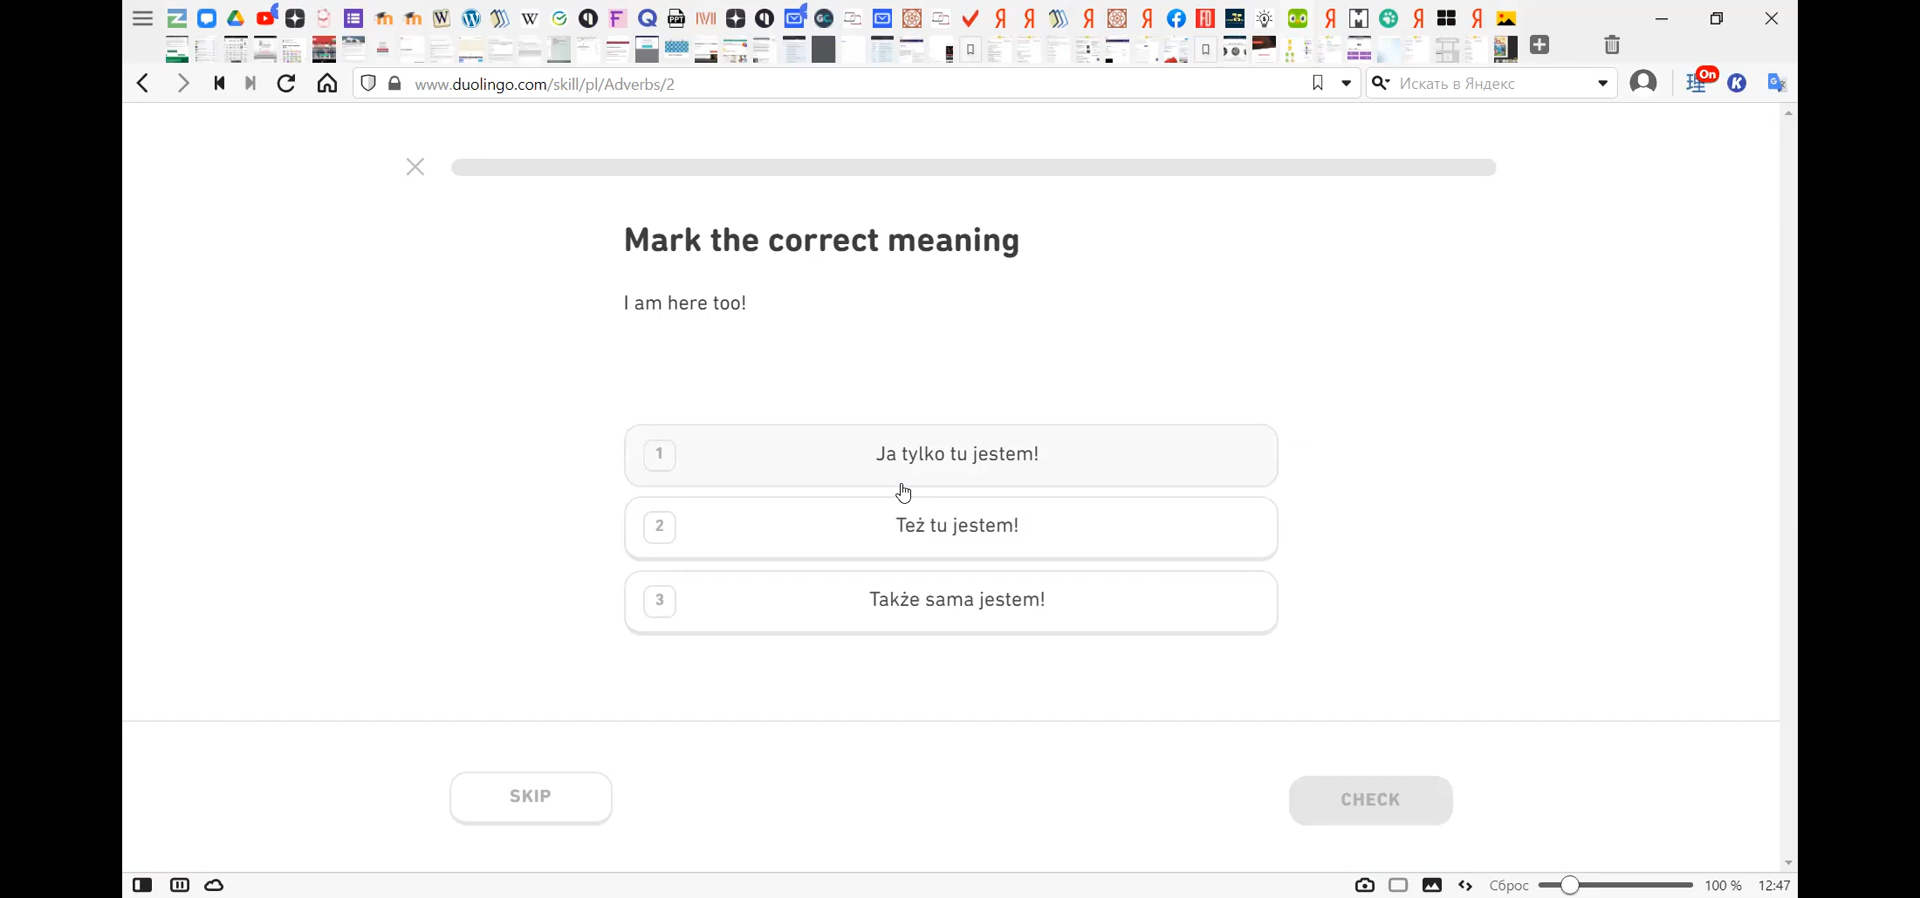 www.duolingo.com/skill/pl/Adverbs/2
Искать в Яндекс
On
Mark the correct meaning
I am here too!
1 Ja tylko tu jestem!
2 Też tu jestem!
3 Także sama jestem!
SKIP
CHECK
Сброс
100 %
12:47